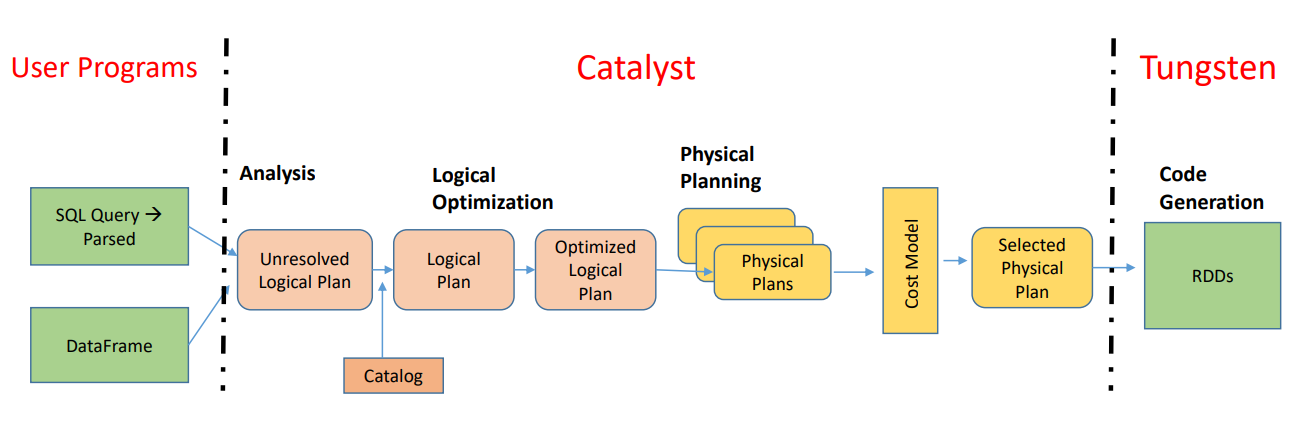 User Programs
Catalyst
Tungsten
Analysis
Logical
Optimization
Physical
Planning
Code
Generation
SQL Query →
Parsed
DataFrame
Unresolved
Logical Plan
Catalog
Logical
Plan
Optimized
Logical
Plan
Physical
Plans
Cost Model
Selected
Physical
Plan
RDDs